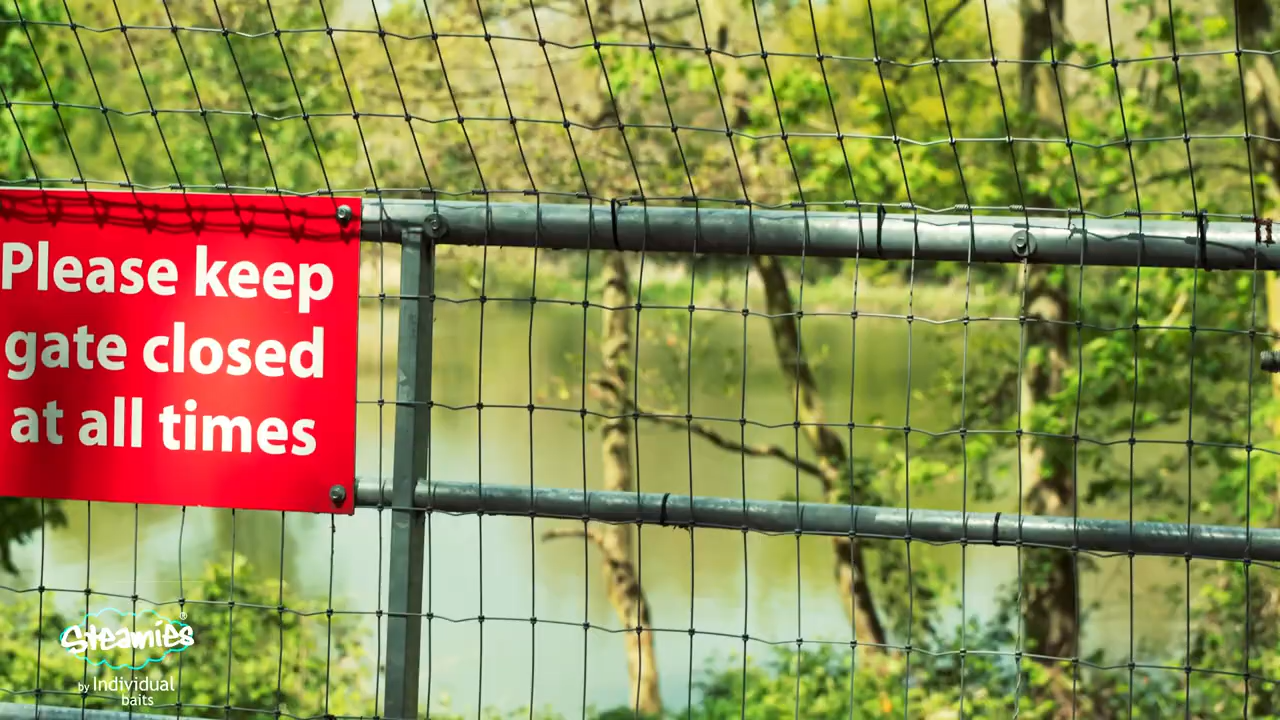 Please keep
gate closed
at all times
Steamies®
by Individual
baits